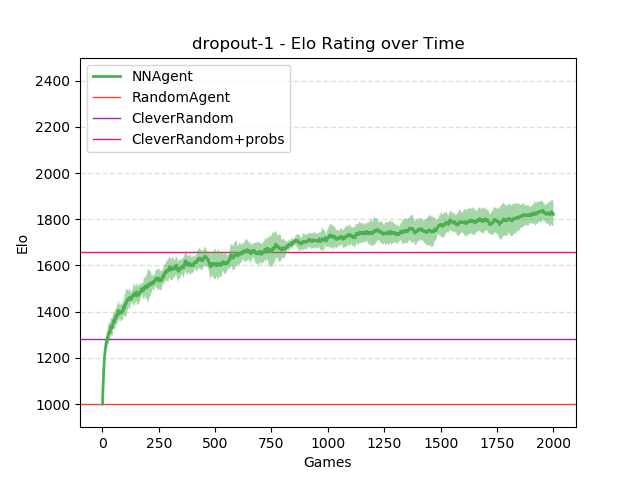 dropout-1 - Elo Rating over Time
NNAgent
RandomAgent
CleverRandom
CleverRandom+probs
2400
2200
2000
1800
1600
1400
1200
1000
Elo
0 250 500 750 1000 1250 1500 1750 2000
Games